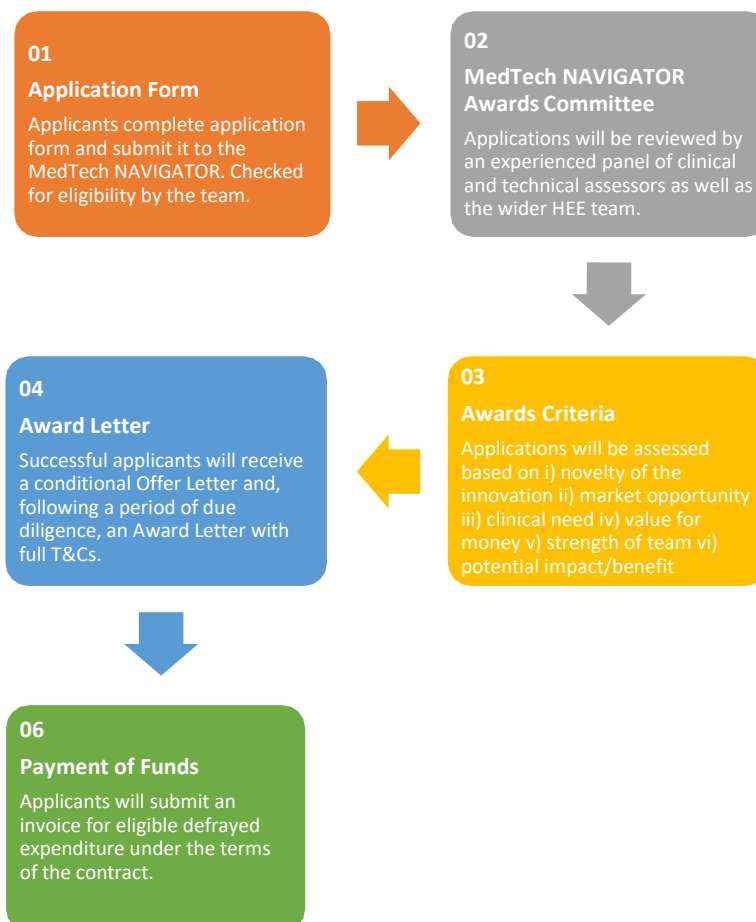 01
Application Form
Applicants complete application
form and submit it to the
MedTech NAVIGATOR. Checked
for eligibility by the team.
02
MedTech NAVIGATOR
Awards Committee
Applications will be reviewed by
an experienced panel of clinical
and technical assessors as well as
the wider HEE team.
03
Awards Criteria
Applications will be assessed
based on i) novelty of the
innovation ii) market opportunity
iii) clinical need iv) value for
money v) strength of team vi)
potential impact/benefit
04
Award Letter
Successful applicants will receive
a conditional Offer Letter and,
following a period of due
diligence, an Award Letter with
full T&Cs.
06
Payment of Funds
Applicants will submit an
invoice for eligible defrayed
expenditure under the terms
of the contract.